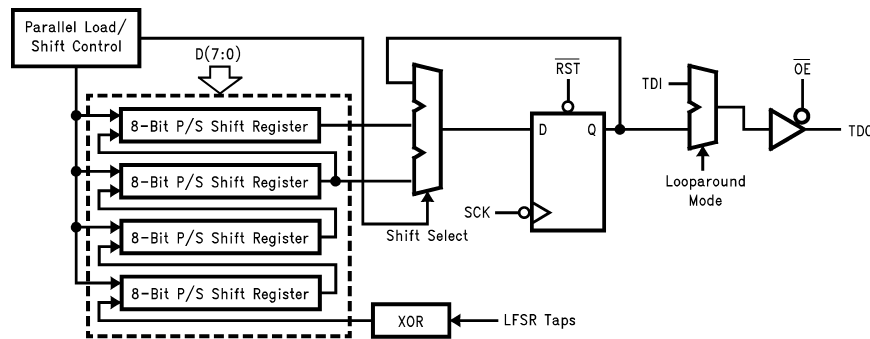 Parallel Load/
Shift Control
D(7:0)
RST
OE
TDI
8-Bit P/S Shift Register
D
Q
TDO
8-Bit P/S Shift Register
Looparound
Mode
SCK
Shift Select
8-Bit P/S Shift Register
8-Bit P/S Shift Register
XOR
LFSR Taps